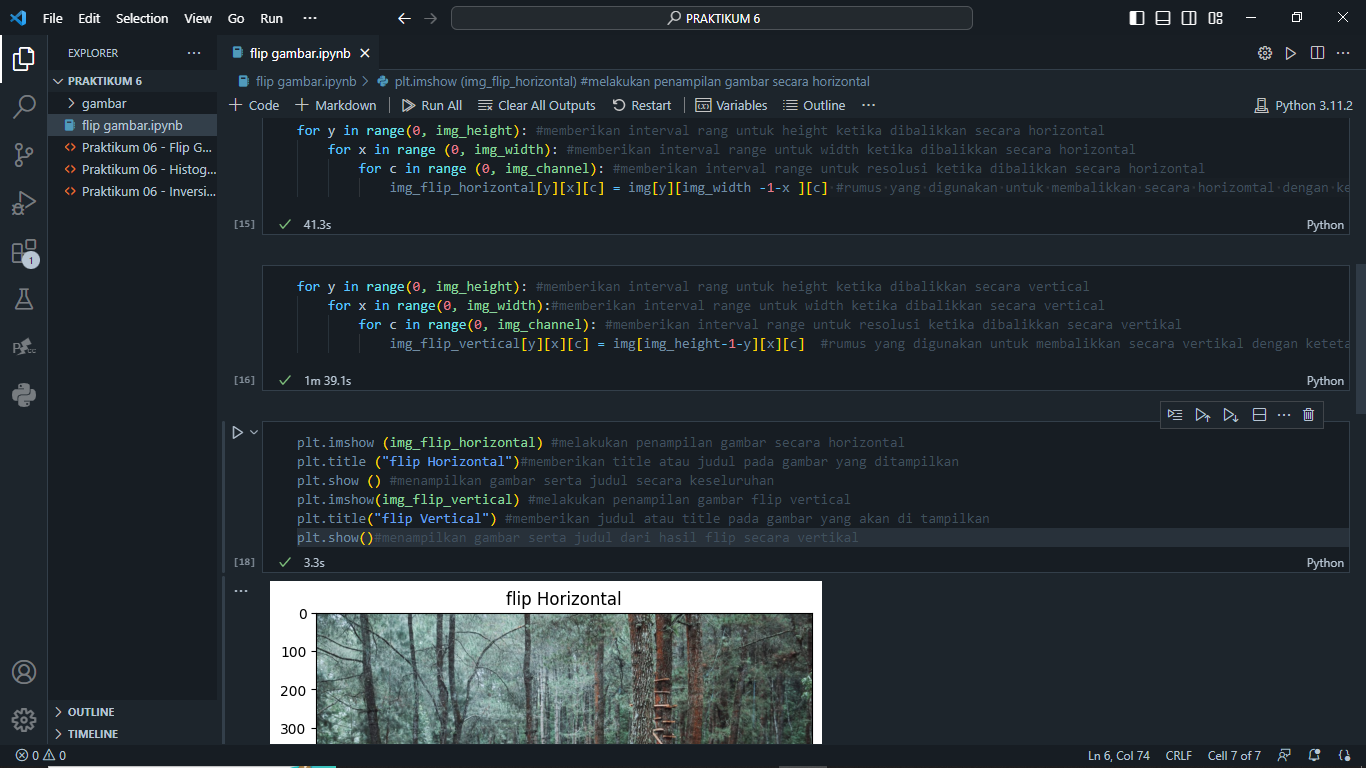 File Edit Selection View Go Run ··· PRAKTIKUM 6
EXPLORER ···
PRAKTIKUM 6
gambar
flip gambar.ipynb
Praktikum 06 - Flip G...
Praktikum 06 - Histog...
Praktikum 06 - Inversi...
OUTLINE
TIMELINE
1
flip gambar.ipynb
flip gambar.ipynb > plt.imshow (img_flip_horizontal) #melakukan penampilan gambar secara horizontal
Code Markdown Run All Clear All Outputs Restart Variables Outline ··· Python 3.11.2
for y in range(0, img_height): #memberikan interval rang untuk height ketika dibalikkan secara horizontal
for x in range (0, img_width): #memberikan interval range untuk width ketika dibalikkan secara horizontal
for c in range (0, img_channel): #memberikan interval range untuk resolusi ketika dibalikkan secara horizontal
img_flip_horizontal[y][x][c] = img[y][img_width -1-x ][c] #rumus yang digunakan untuk membalikkan secara horizomtal dengan ke
[15] 41.3s Python
for y in range(0, img_height): #memberikan interval rang untuk height ketika dibalikkan secara vertical
for x in range(0, img_width):#memberikan interval range untuk width ketika dibalikkan secara vertical
for c in range(0, img_channel): #memberikan interval range untuk resolusi ketika dibalikkan secara vertikal
img_flip_vertical[y][x][c] = img[img_height-1-y][x][c]  #rumus yang digunakan untuk membalikkan secara vertikal dengan keteta
[16] 1m 39.1s Python
plt.imshow (img_flip_horizontal) #melakukan penampilan gambar secara horizontal
plt.title ("flip Horizontal")#memberikan title atau judul pada gambar yang ditampilkan
plt.show () #menampilkan gambar serta judul secara keseluruhan
plt.imshow(img_flip_vertical) #melakukan penampilan gambar flip vertical
plt.title("flip Vertical") #memberikan judul atau title pada gambar yang akan di tampilkan
plt.show()#menampilkan gambar serta judul dari hasil flip secara vertikal
[18] 3.3s Python
flip Horizontal
0
100
200
300
0 0 Ln 6, Col 74 CRLF Cell 7 of 7